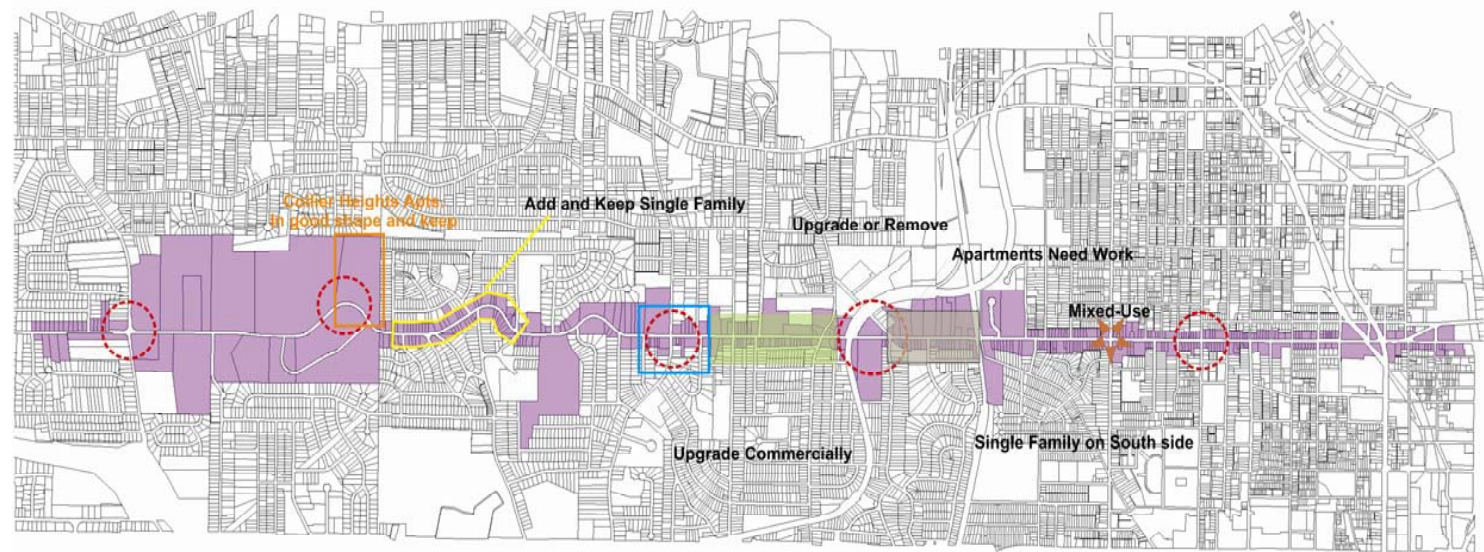 Collier Heights Apts.
In good shape and keep
Add and Keep Single Family
Upgrade or Remove
Apartments Need Work
Mixed-Use
Single Family on South side
Upgrade Commercially